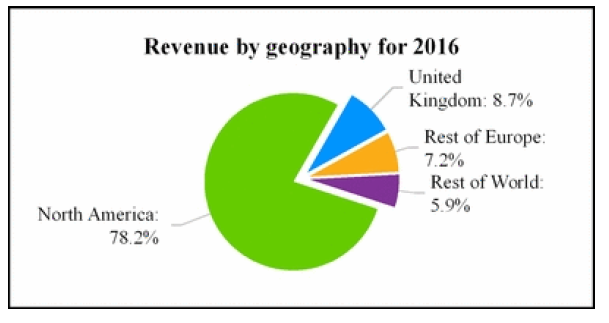 Revenue by geography for 2016
United
Kingdom: 8.7%
Rest of Europe:
7.2%
Rest of World:
5.9%
North America:
78.2%